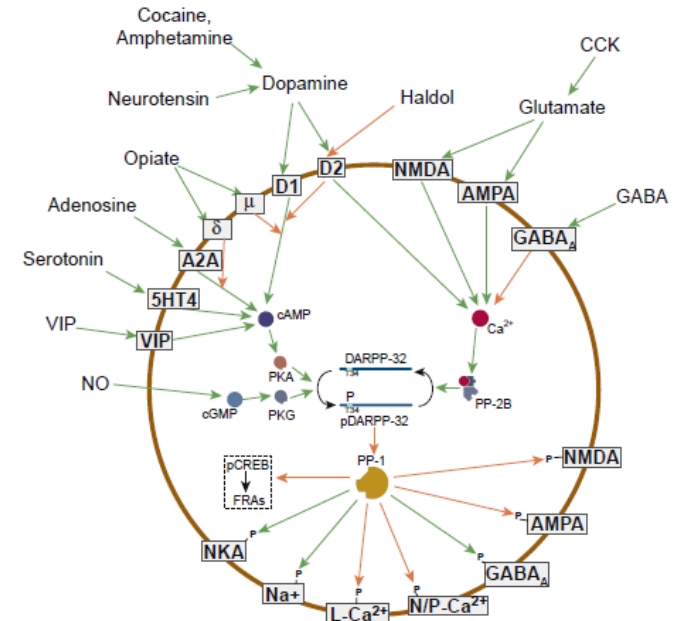 Cocaine,
Amphetamine
CCK
Dopamine
Haldol
Neurotensin
Glutamate
Opiate
D2
NMDA
D1
AMPA
GABA
μ
Adenosine
δ
GABA_A
A2A
Serotonin
5HT4
cAMP
Ca²⁺
VIP
VIP
DARPP-32
T34
PKA
NO
P
T34
PP-2B
cGMP
PKG
pDARPP-32
PP-1
pCREB
P
NMDA
FRAs
P
AMPA
P
NKA
P
GABA_A
P
Na+
P
L-Ca²⁺
P
N/P-Ca²⁺